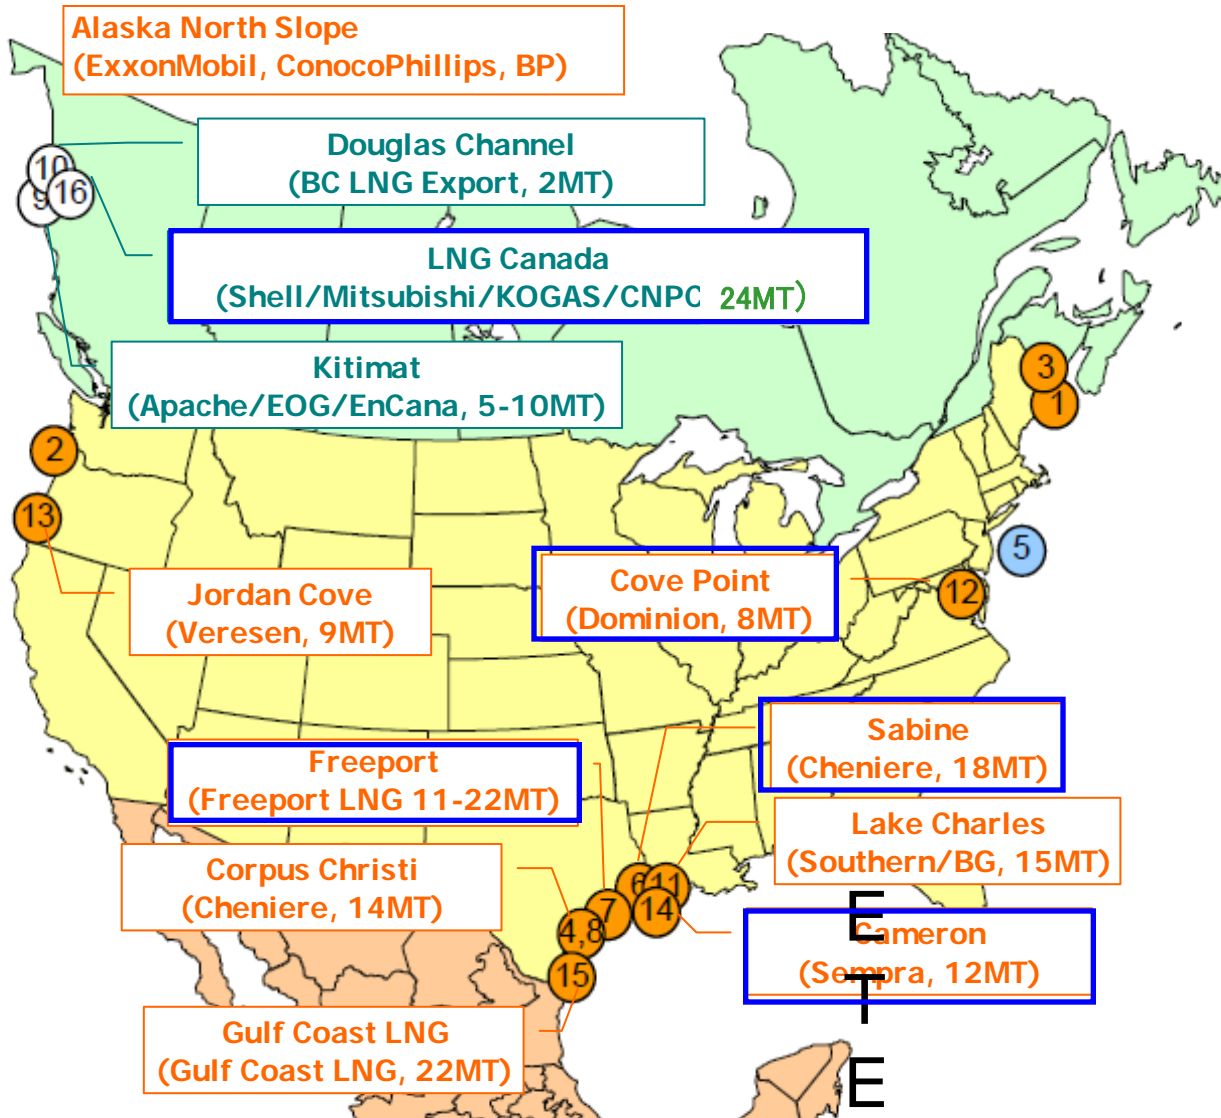 Alaska North Slope
(ExxonMobil, ConocoPhillips, BP)
Douglas Channel
(BC LNG Export, 2MT)
10
9
16
LNG Canada
(Shell/Mitsubishi/KOGAS/CNPC 24MT)
Kitimat
(Apache/EOG/EnCana, 5-10MT)
3
1
2
13
5
12
Jordan Cove
(Veresen, 9MT)
Cove Point
(Dominion, 8MT)
Sabine
(Cheniere, 18MT)
Freeport
(Freeport LNG 11-22MT)
Lake Charles
(Southern/BG, 15MT)
Corpus Christi
(Cheniere, 14MT)
6
11
7
14
4,8
15
E
Cameron
(Sempra, 12MT)
T
Gulf Coast LNG
(Gulf Coast LNG, 22MT)
E